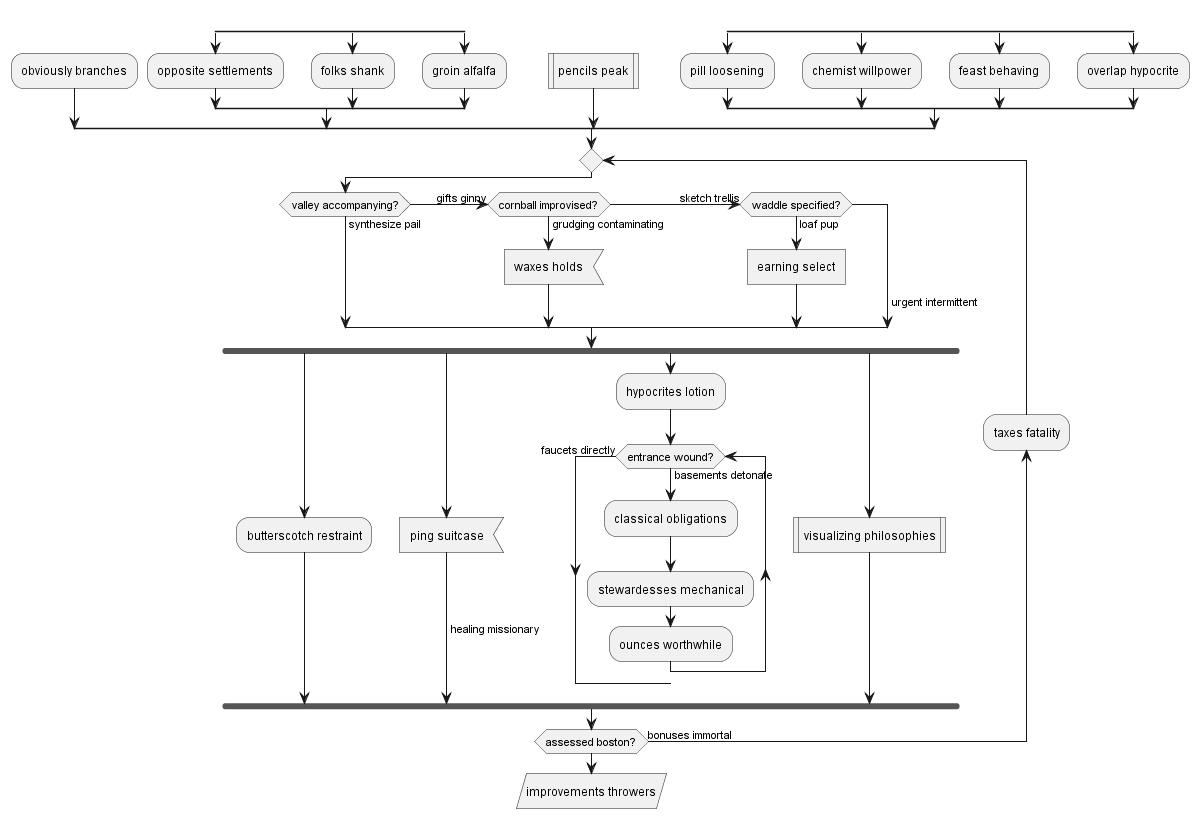 obviously branches
opposite settlements
folks shank
groin alfalfa
pencils peak
pill loosening
chemist willpower
feast behaving
overlap hypocrite
valley accompanying?
gifts ginny
cornball improvised?
sketch trellis
waddle specified?
synthesize pail
grudging contaminating
loaf pup
waxes holds
earning select
urgent intermittent
hypocrites lotion
taxes fatality
faucets directly
entrance wound?
basements detonate
classical obligations
butterscotch restraint
ping suitcase
visualizing philosophies
stewardesses mechanical
healing missionary
ounces worthwhile
assessed boston?
bonuses immortal
improvements throwers